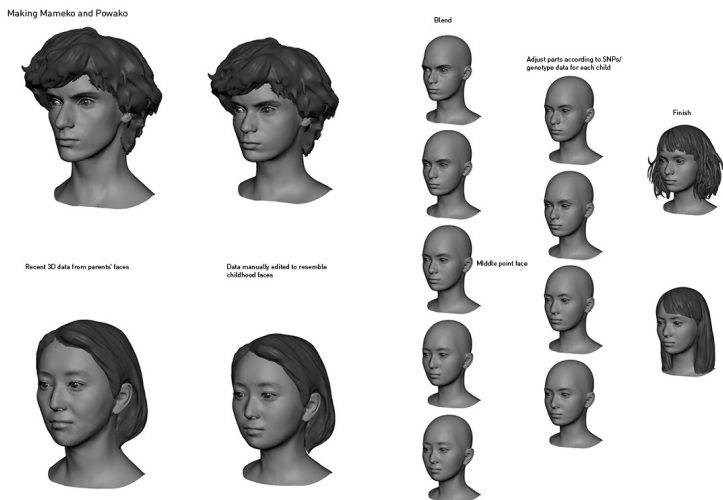 Making Mameko and Powako
Blend
Adjust parts according to SNPs/
genotype data for each child
Finish
Recent 3D data from parents' faces
Data manually edited to resemble
childhood faces
Middle point face